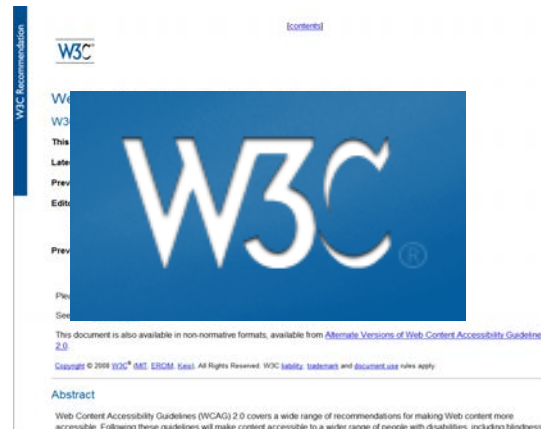 [contents]
W3C Recommendation
W3C®
We
W3
This
Late
Prev
Edito
W3C®
Prev
Plea
See
This document is also available in non-normative formats, available from Alternate Versions of Web Content Accessibility Guideline
2.0
Copyright © 2008 W3C® (MIT, ERCIM, Keio), All Rights Reserved. W3C liability, trademark and document use rules apply.
Abstract
Web Content Accessibility Guidelines (WCAG) 2.0 covers a wide range of recommendations for making Web content more
accessible. Following these guidelines will make content accessible to a wider range of people with disabilities, including blindness